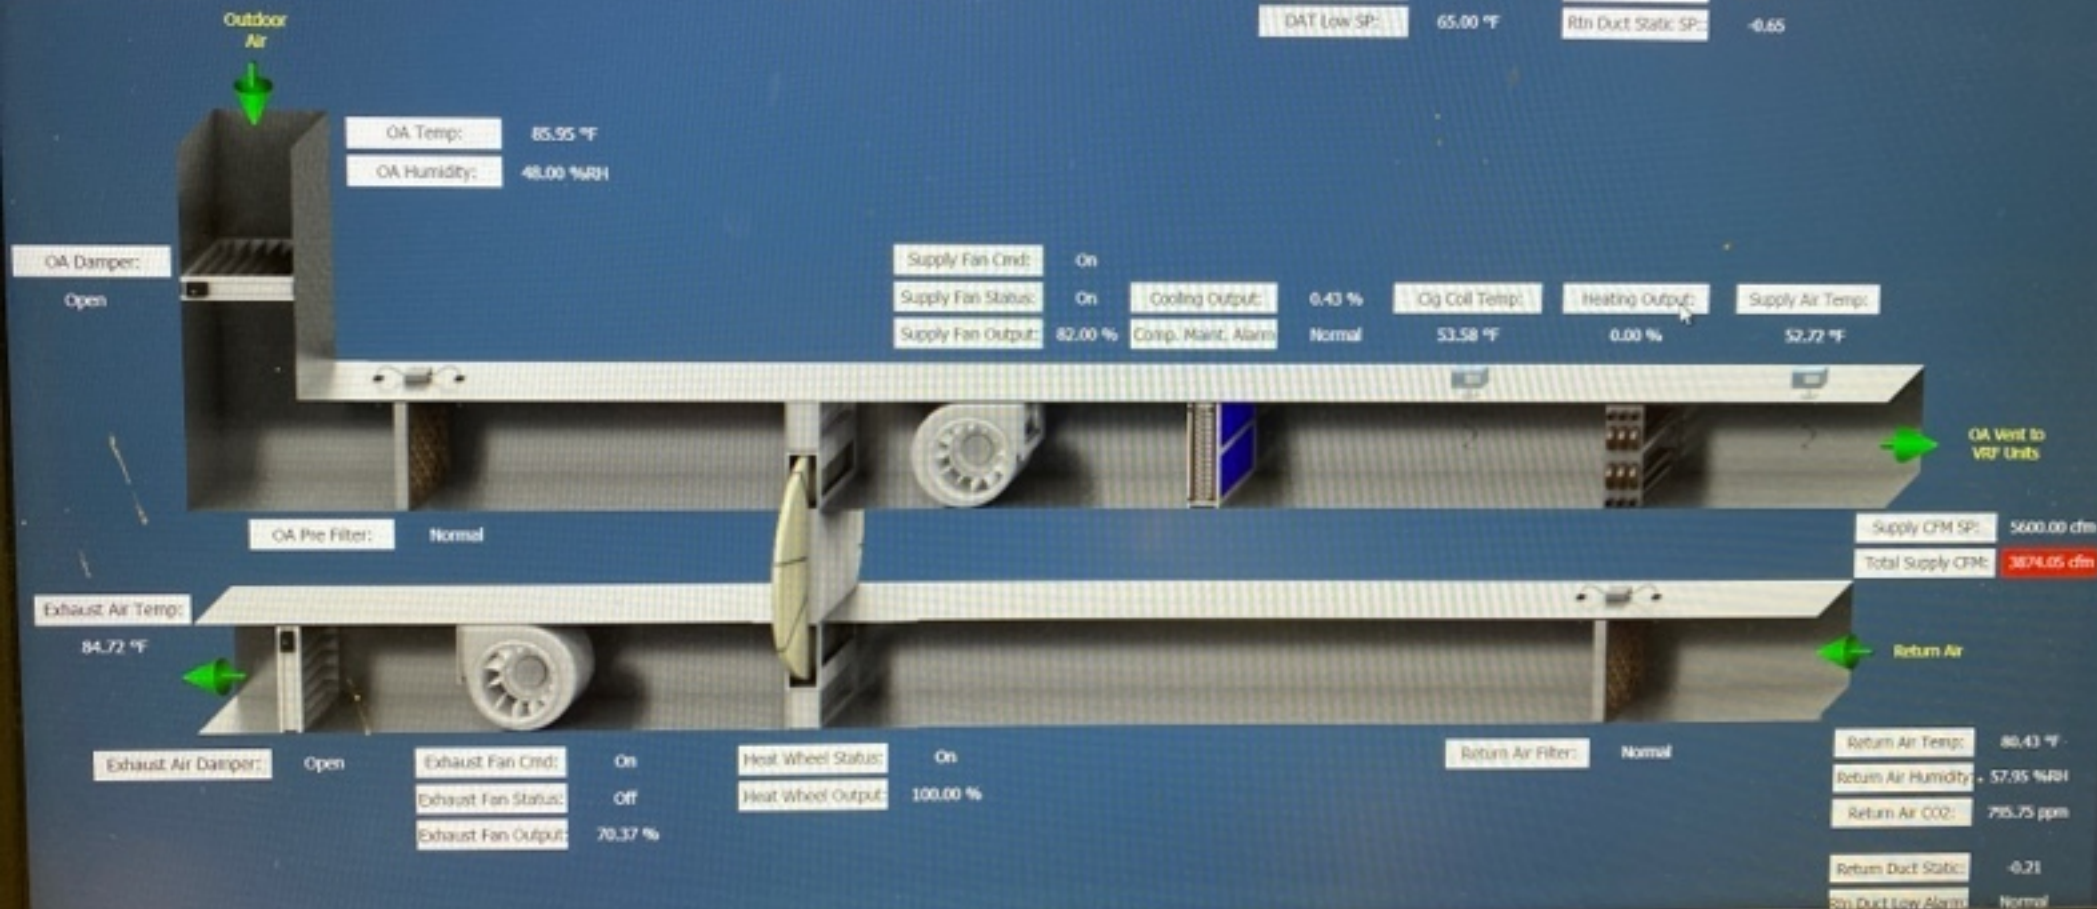 Outdoor
Air
DAT Low SP: 65.00 °F
Rtn Duct Static SP: -0.65
OA Temp: 85.95 °F
OA Humidity: 48.00 %RH
OA Damper:
Open
Supply Fan Cmd: On
Supply Fan Status: On
Supply Fan Output: 82.00 %
Cooling Output: 0.43 %
Comp. Maint. Alarm Normal
Clg Coil Temp:
53.58 °F
Heating Output:
0.00 %
Supply Air Temp:
52.72 °F
OA Vent to
VRF Units
OA Pre Filter: Normal
Supply CFM SP: 5600.00 cfm
Total Supply CFM: 3874.05 cfm
Exhaust Air Temp:
84.72 °F
Return Air
Exhaust Air Damper: Open
Exhaust Fan Cmd: On
Exhaust Fan Status: Off
Exhaust Fan Output: 70.37 %
Heat Wheel Status: On
Heat Wheel Output: 100.00 %
Return Air Filter: Normal
Return Air Temp: 80.43 °F
Return Air Humidity: 57.95 %RH
Return Air CO2: 795.75 ppm
Return Duct Static: -0.21
Rtn Duct Low Alarm: Normal